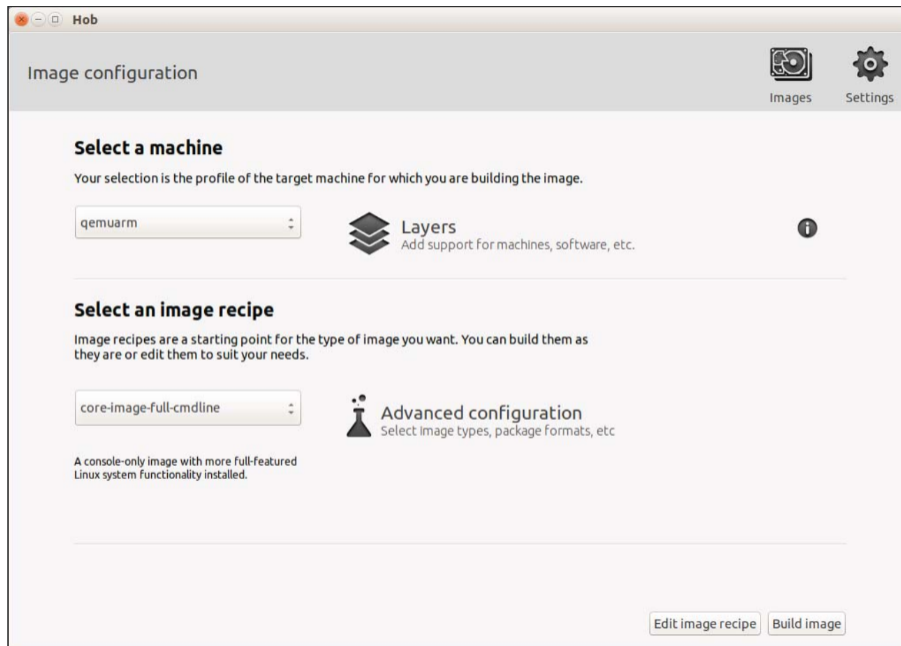 Hob
Image configuration
Images
Settings
Select a machine
Your selection is the profile of the target machine for which you are building the image.
qemuarm
Layers
Add support for machines, software, etc.
Select an image recipe
Image recipes are a starting point for the type of image you want. You can build them as
they are or edit them to suit your needs.
core-image-full-cmdline
Advanced configuration
Select image types, package formats, etc
A console-only image with more full-featured
Linux system functionality installed.
Edit image recipe
Build image